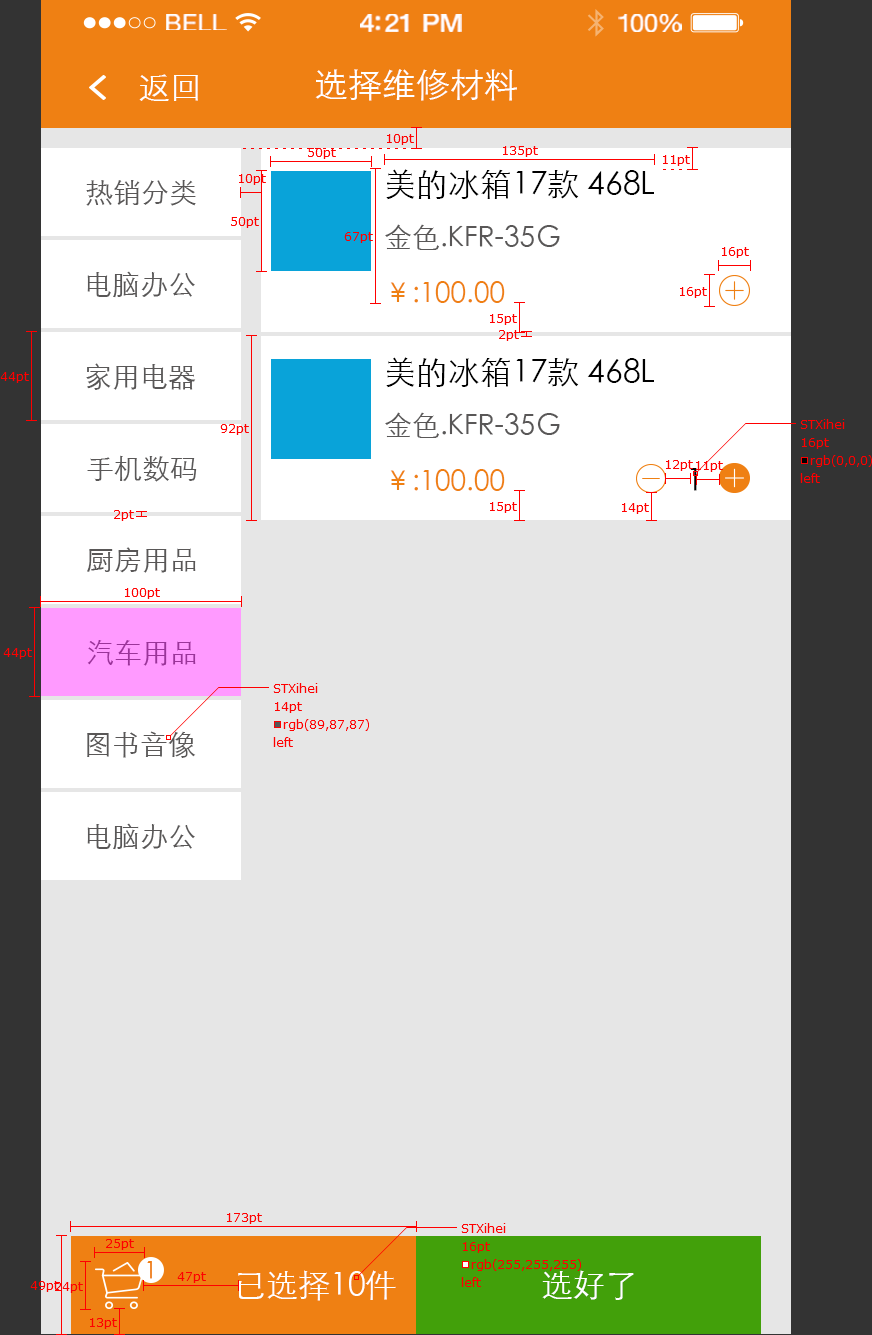 BELL 4:21 PM 100%
返回 选择维修材料
10pt
50pt 135pt 11pt
热销分类 10pt 美的冰箱17款 468L
50pt 67pt 金色.KFR-35G
16pt
电脑办公 ¥:100.00 16pt
15pt
2pt
44pt 家用电器 美的冰箱17款 468L
92pt 金色.KFR-35G STXihei
16pt
rgb(0,0,0)
left
手机数码 ¥:100.00 12pt 1 11pt
15pt 14pt
2pt
厨房用品
100pt
44pt 汽车用品
STXihei
14pt
rgb(89,87,87)
left
图书音像
电脑办公
173pt STXihei
16pt
rgb(255,255,255)
left
25pt
49pt 24pt 1 47pt 已选择10件 选好了
13pt